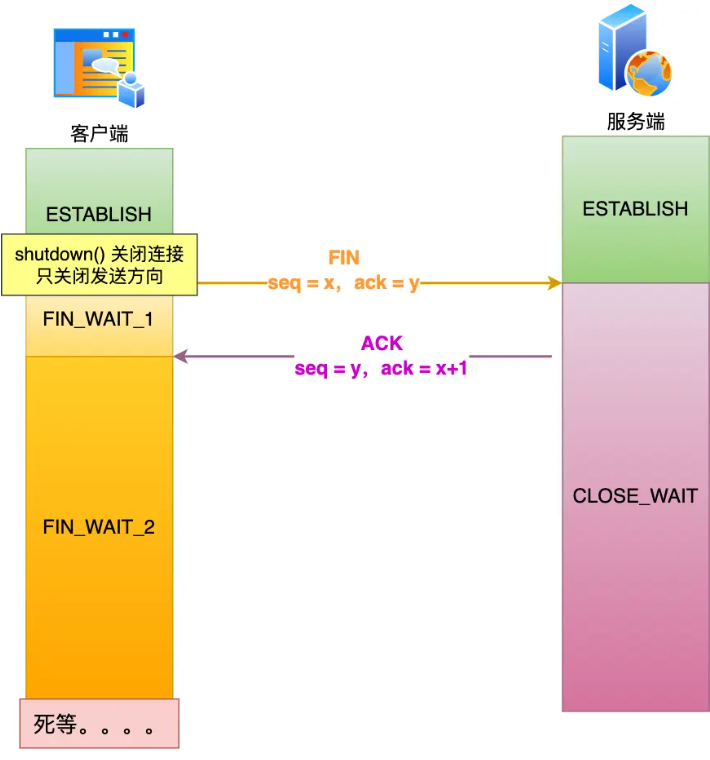 客户端
服务端
ESTABLISH
ESTABLISH
shutdown() 关闭连接
只关闭发送方向
FIN
seq = x，ack = y
FIN_WAIT_1
ACK
seq = y，ack = x+1
CLOSE_WAIT
FIN_WAIT_2
死等。。。。